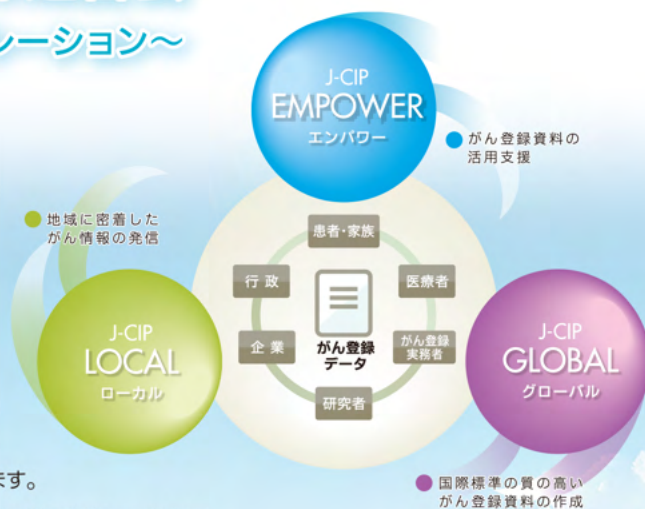 レーション～
J-CIP
EMPOWER
エンパワー
がん登録資料の
活用支援
地域に密着した
がん情報の発信
患者・家族
行 政
医療者
企 業
がん登録
データ
がん登録
実務者
研究者
J-CIP
LOCAL
ローカル
J-CIP
GLOBAL
グローバル
ます。
国際標準の質の高い
がん登録資料の作成